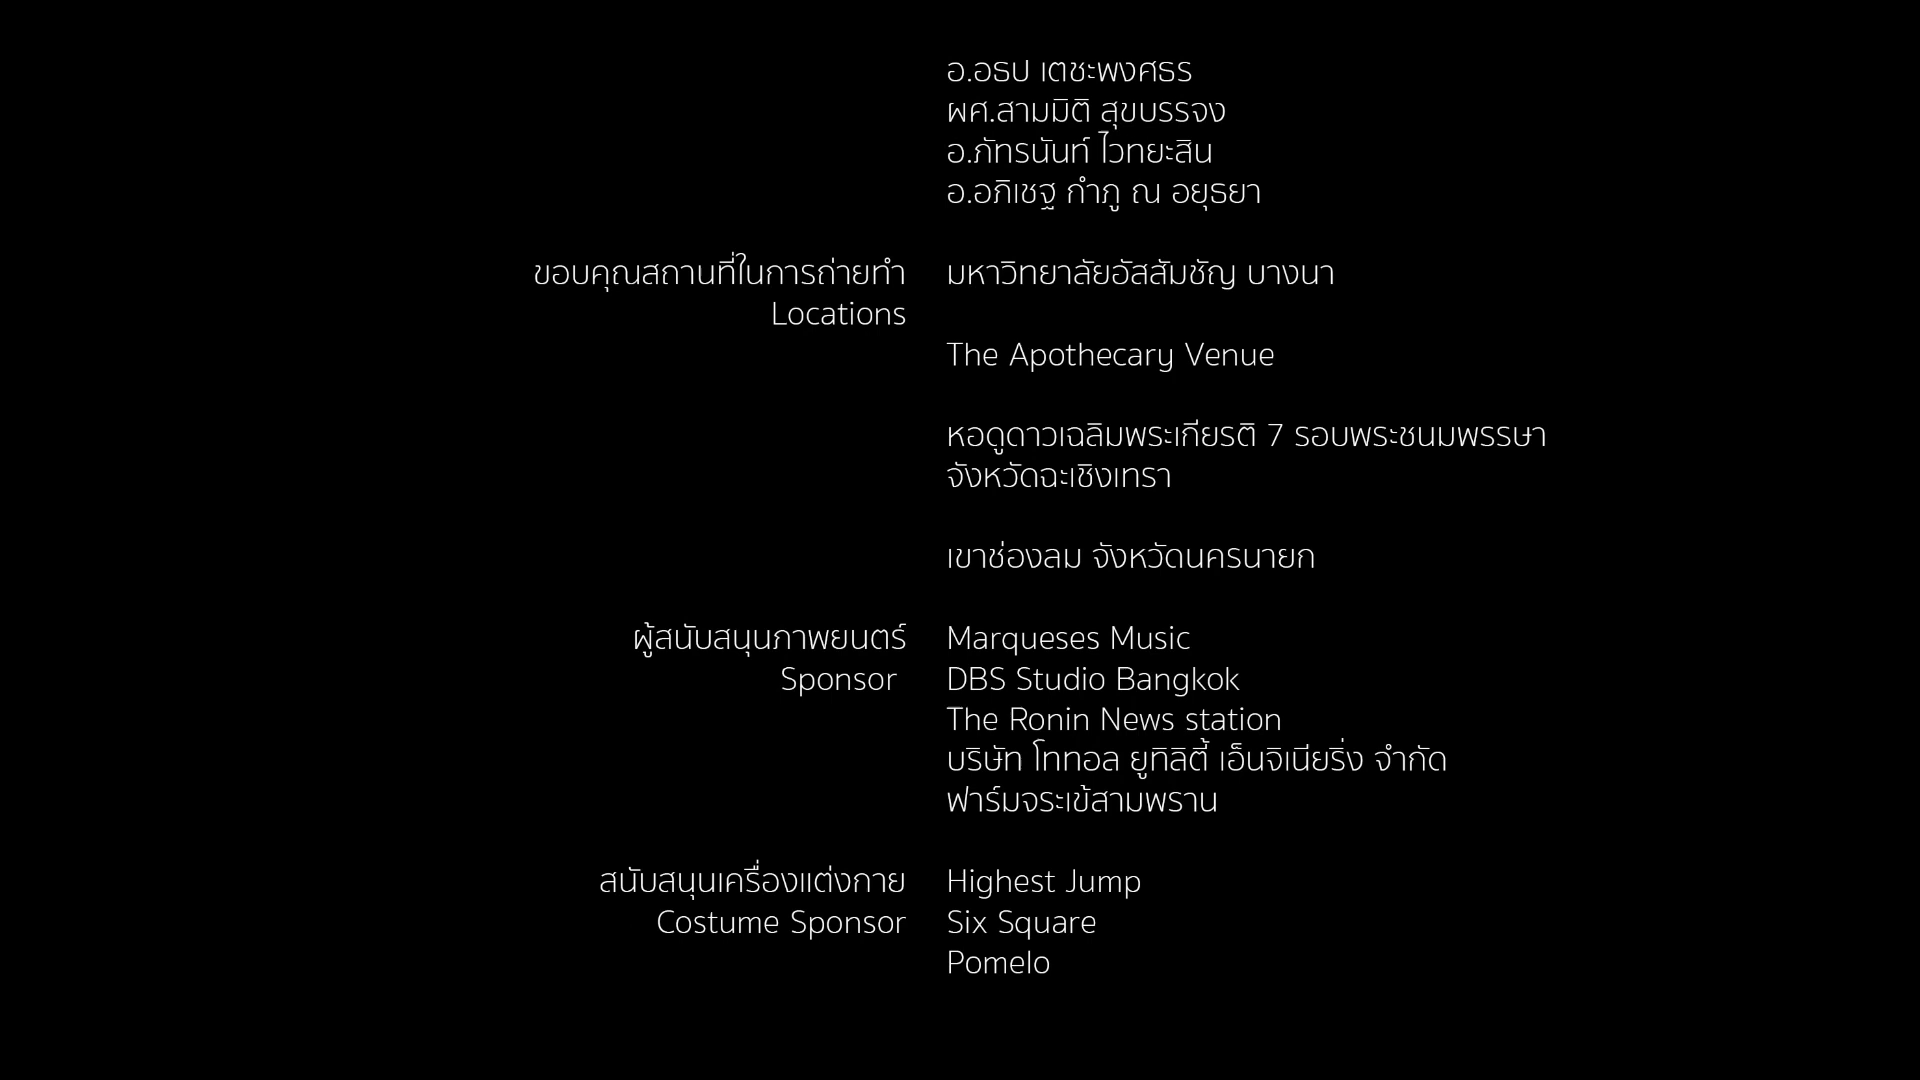 อ.อธป เตชะพงศธร
ผศ.สามมิติ สุขบรรจง
อ.ภัทรนันท์ ไวทยะสิน
อ.อภิเชฐ กำภู ณ อยุธยา
ขอบคุณสถานที่ในการถ่ายทำ มหาวิทยาลัยอัสสัมชัญ บางนา
Locations
The Apothecary Venue
หอดูดาวเฉลิมพระเกียรติ 7 รอบพระชนมพรรษา
จังหวัดฉะเชิงเทรา
เขาช่องลม จังหวัดนครนายก
ผู้สนับสนุนภาพยนตร์ Marqueses Music
Sponsor DBS Studio Bangkok
The Ronin News station
บริษัท โททอล ยูทิลิตี้ เอ็นจิเนียริ่ง จำกัด
ฟาร์มจระเข้สามพราน
สนับสนุนเครื่องแต่งกาย Highest Jump
Costume Sponsor Six Square
Pomelo